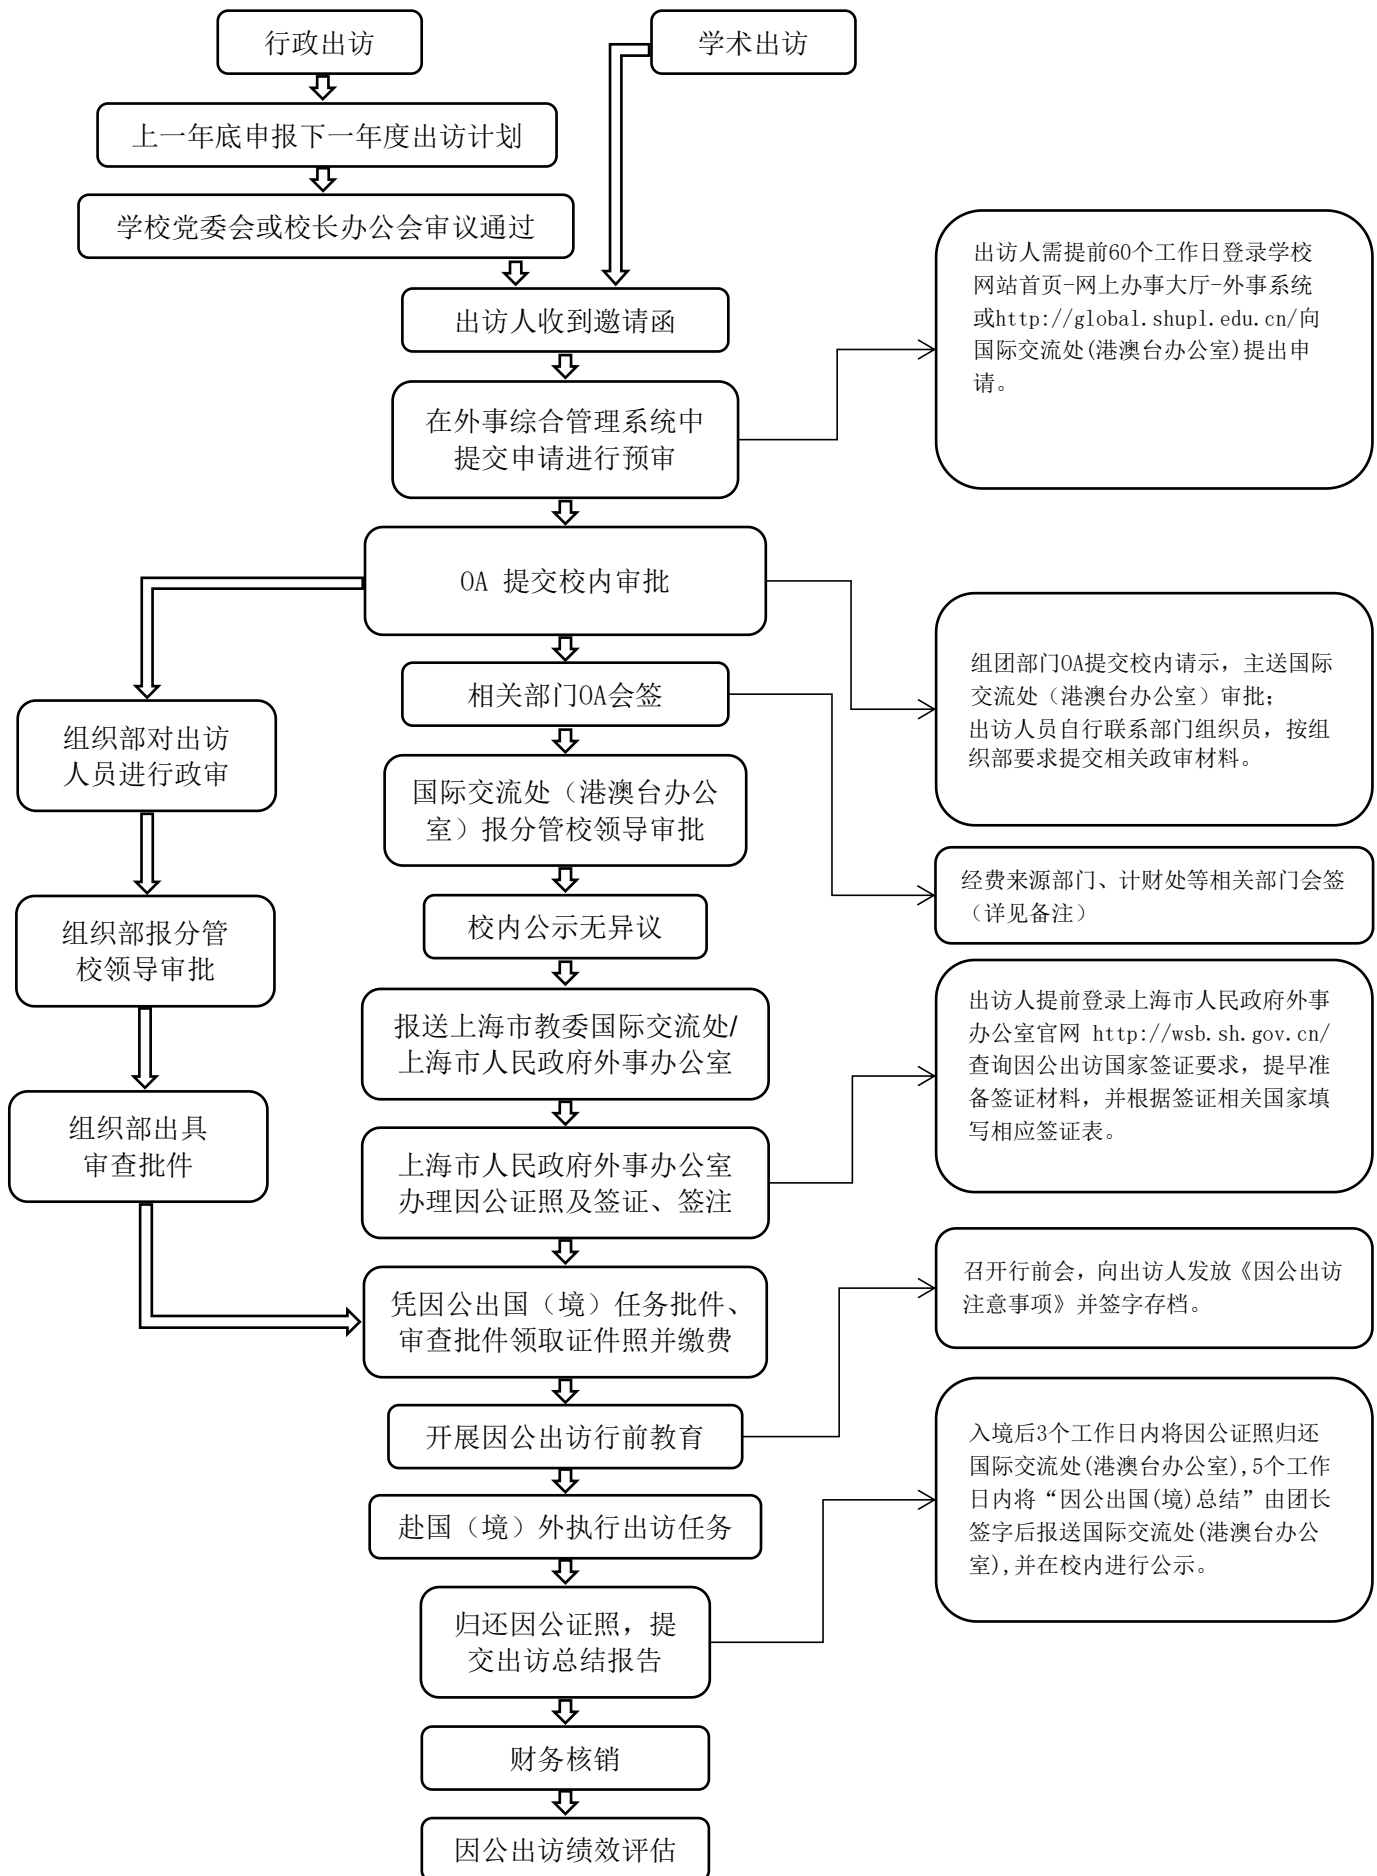 行政出访
学术出访
上一年底申报下一年度出访计划
学校党委会或校长办公会审议通过
出访人收到邀请函
出访人需提前60个工作日登录学校
网站首页-网上办事大厅-外事系统
或http://global.shupl.edu.cn/向
国际交流处(港澳台办公室)提出申
请。
在外事综合管理系统中
提交申请进行预审
OA 提交校内审批
组团部门OA提交校内请示，主送国际
交流处（港澳台办公室）审批；
出访人员自行联系部门组织员，按组
织部要求提交相关政审材料。
相关部门OA会签
组织部对出访
人员进行政审
国际交流处（港澳台办公
室）报分管校领导审批
经费来源部门、计财处等相关部门会签
（详见备注）
校内公示无异议
组织部报分管
校领导审批
报送上海市教委国际交流处/
上海市人民政府外事办公室
出访人提前登录上海市人民政府外事
办公室官网 http://wsb.sh.gov.cn/
查询因公出访国家签证要求，提早准
备签证材料，并根据签证相关国家填
写相应签证表。
组织部出具
审查批件
上海市人民政府外事办公室
办理因公证照及签证、签注
凭因公出国（境）任务批件、
审查批件领取证件照并缴费
召开行前会，向出访人发放《因公出访
注意事项》并签字存档。
开展因公出访行前教育
入境后3个工作日内将因公证照归还
国际交流处(港澳台办公室),5个工作
日内将“因公出国(境)总结”由团长
签字后报送国际交流处(港澳台办公
室),并在校内进行公示。
赴国（境）外执行出访任务
归还因公证照，提
交出访总结报告
财务核销
因公出访绩效评估